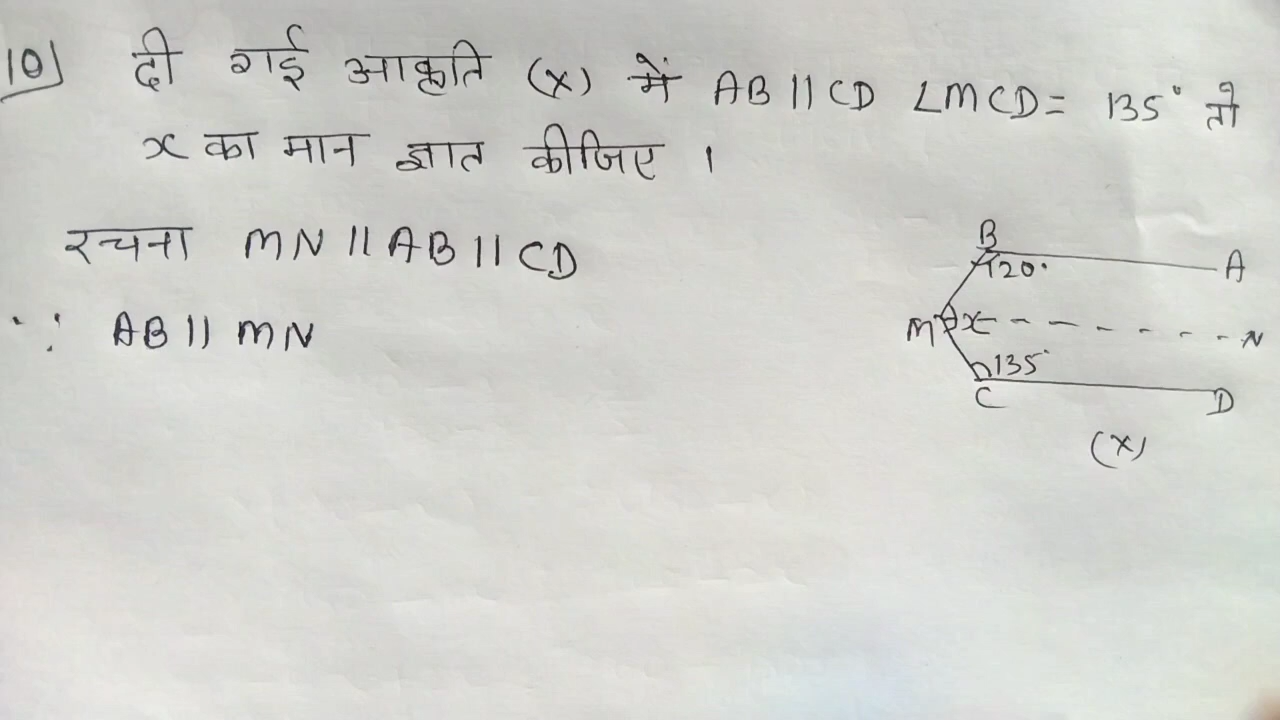 10) दी गई आकृति (x) में AB || CD ∠MCD = 135° तो
x का मान ज्ञात कीजिए ।
रचना MN || AB || CD
∵ AB || MN
B
120°
A
M x N
135°
C D
(x)